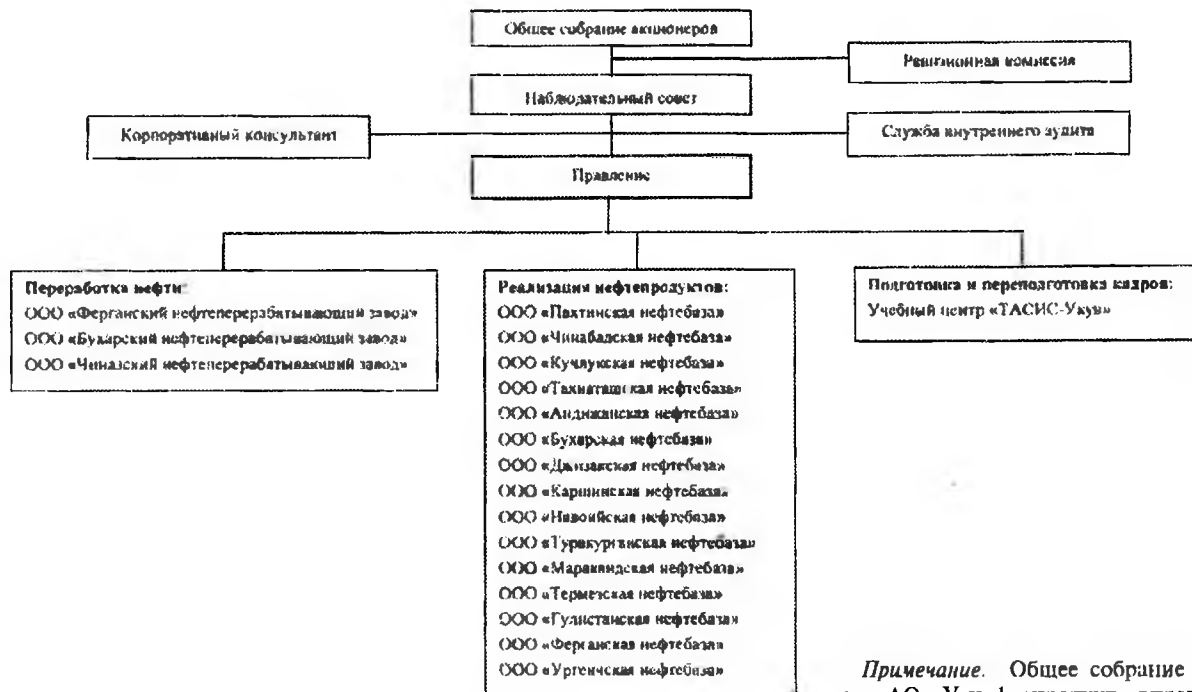 Общее собрание акционеров
Ревизионная комиссия
Наблюдательный совет
Корпоративный консультант
Служба внутреннего аудита
Правление
Переработка нефти:
ООО «Ферганский нефтеперерабатывающий завод»
ООО «Бухарский нефтеперерабатывающий завод»
ООО «Чиназский нефтеперерабатывающий завод»
Реализация нефтепродуктов:
ООО «Пахтинская нефтебаза»
ООО «Чинабадская нефтебаза»
ООО «Кучлукская нефтебаза»
ООО «Тахиаташская нефтебаза»
ООО «Андижанская нефтебаза»
ООО «Бухарская нефтебаза»
ООО «Джизакская нефтебаза»
ООО «Каршинская нефтебаза»
ООО «Навоийская нефтебаза»
ООО «Туракурганская нефтебаза»
ООО «Маракандская нефтебаза»
ООО «Термезская нефтебаза»
ООО «Гулистанская нефтебаза»
ООО «Ферганская нефтебаза»
ООО «Ургенчская нефтебаза»
Подготовка и переподготовка кадров:
Учебный центр «ТАСИС-Укув»
Примечание. Общее собрание